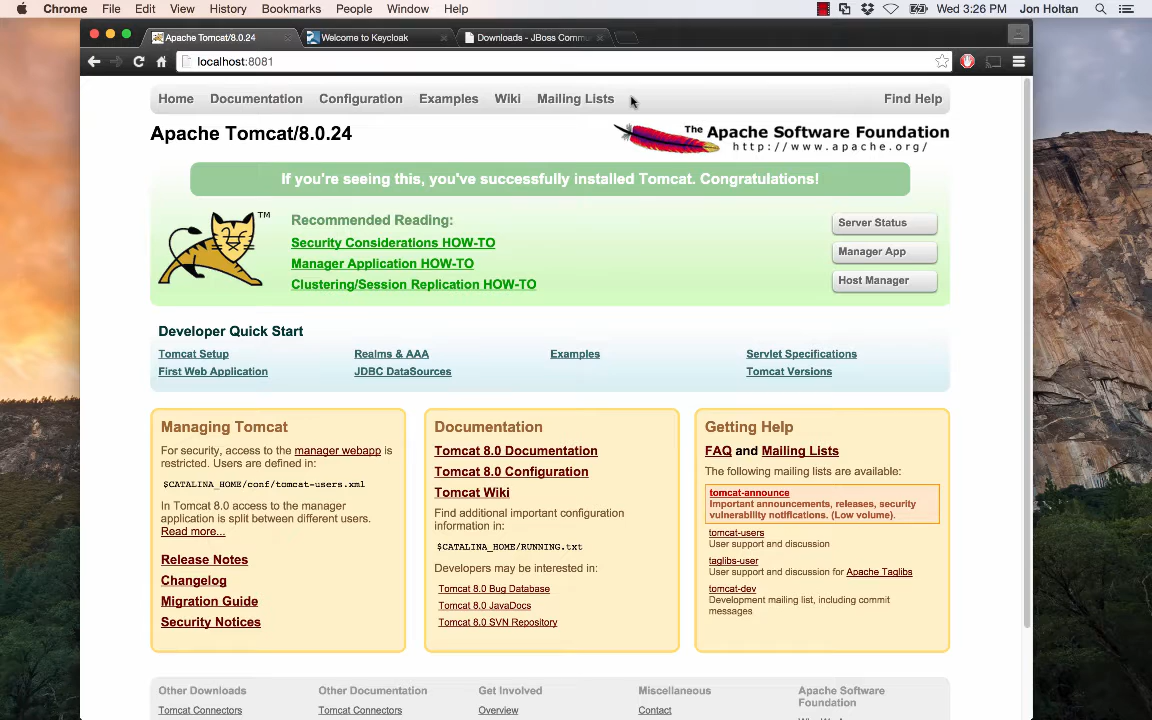 Chrome File Edit View History Bookmarks People Window Help Wed 3:26 PM Jon Holtan
Apache Tomcat/8.0.24 Welcome to Keycloak Downloads - JBoss Comm
localhost:8081
Home Documentation Configuration Examples Wiki Mailing Lists Find Help
Apache Tomcat/8.0.24
The Apache Software Foundation
http://www.apache.org/
If you're seeing this, you've successfully installed Tomcat. Congratulations!
TM
Recommended Reading:
Security Considerations HOW-TO
Manager Application HOW-TO
Clustering/Session Replication HOW-TO
Server Status
Manager App
Host Manager
Developer Quick Start
Tomcat Setup Realms & AAA Examples Servlet Specifications
First Web Application JDBC DataSources Tomcat Versions
Managing Tomcat
For security, access to the manager webapp is
restricted. Users are defined in:
$CATALINA_HOME/conf/tomcat-users.xml
In Tomcat 8.0 access to the manager
application is split between different users.
Read more...
Release Notes
Changelog
Migration Guide
Security Notices
Documentation
Tomcat 8.0 Documentation
Tomcat 8.0 Configuration
Tomcat Wiki
Find additional important configuration
information in:
$CATALINA_HOME/RUNNING.txt
Developers may be interested in:
Tomcat 8.0 Bug Database
Tomcat 8.0 JavaDocs
Tomcat 8.0 SVN Repository
Getting Help
FAQ and Mailing Lists
The following mailing lists are available:
tomcat-announce
Important announcements, releases, security
vulnerability notifications. (Low volume).
tomcat-users
User support and discussion
taglibs-user
User support and discussion for Apache Taglibs
tomcat-dev
Development mailing list, including commit
messages
Other Downloads
Tomcat Connectors
Other Documentation
Tomcat Connectors
Get Involved
Overview
Miscellaneous
Contact
Apache Software
Foundation